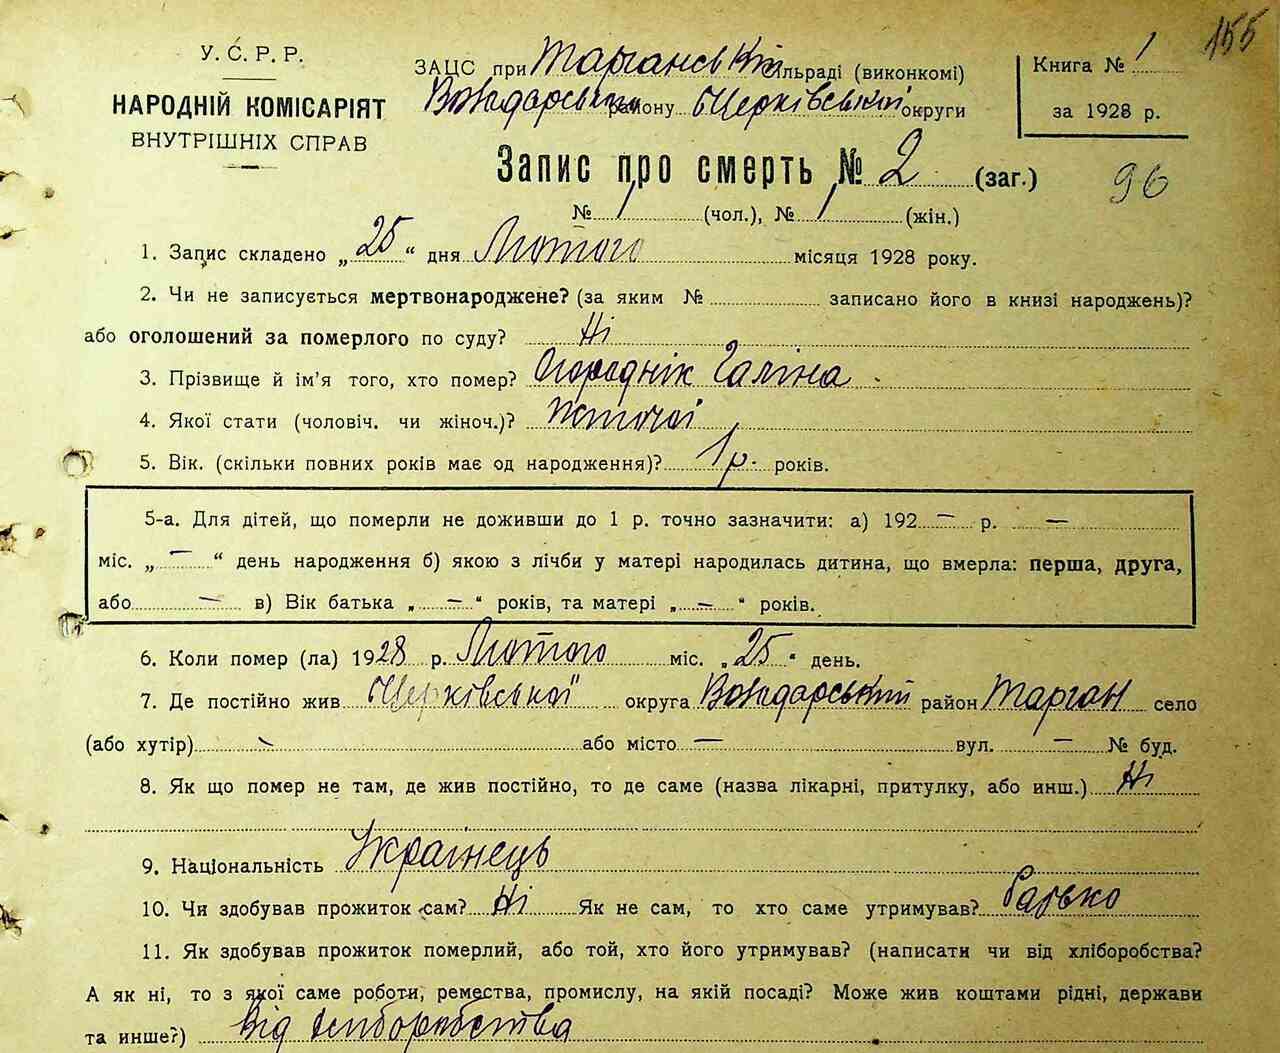 155
У.С.Р.Р.
НАРОДНІЙ КОМІСАРІЯТ
ВНУТРІШНІХ СПРАВ
ЗАЦС при Тарганській сільраді (виконкомі)
Володарського району Білоцерківської округи
Книга № 1
за 1928 р.
Запис про смерть № 2 (заг.)
96
№ 1 (чол.), № 1 (жін.)
1. Запис складено „25“ дня Лютого місяця 1928 року.
2. Чи не записується мертвонароджене? (за яким № записано його в книзі народжень)?
або оголошений за померлого по суду? Ні
3. Прізвище й ім'я того, хто помер? Огороднік Галіна
4. Якої стати (чоловіч. чи жіноч.)? Жіночої
5. Вік. (скільки повних років має од народження)? 1 р. років.
5-а. Для дітей, що померли не доживши до 1 р. точно зазначити: а) 192 — р. —
міс. „ — “ день народження б) якою з лічби у матері народилась дитина, що вмерла: перша, друга,
або — в) Вік батька „ — “ років, та матері „ — “ років.
6. Коли помер (ла) 1928 р. Лютого міс. „25“ день.
7. Де постійно жив округа Володарський район Тарган село
(або хутір) або місто — вул. — № буд.
8. Як що помер не там, де жив постійно, то де саме (назва лікарні, притулку, або инш.) Ні
9. Національність Українець
10. Чи здобував прожиток сам? Ні Як не сам, то хто саме утримував? Батько
11. Як здобував прожиток померлий, або той, хто його утримував? (написати чи від хліборобства?
А як ні, то з якої саме роботи, ремества, промислу, на якій посаді? Може жив коштами рідні, держави
та инше?) Від хліборобства